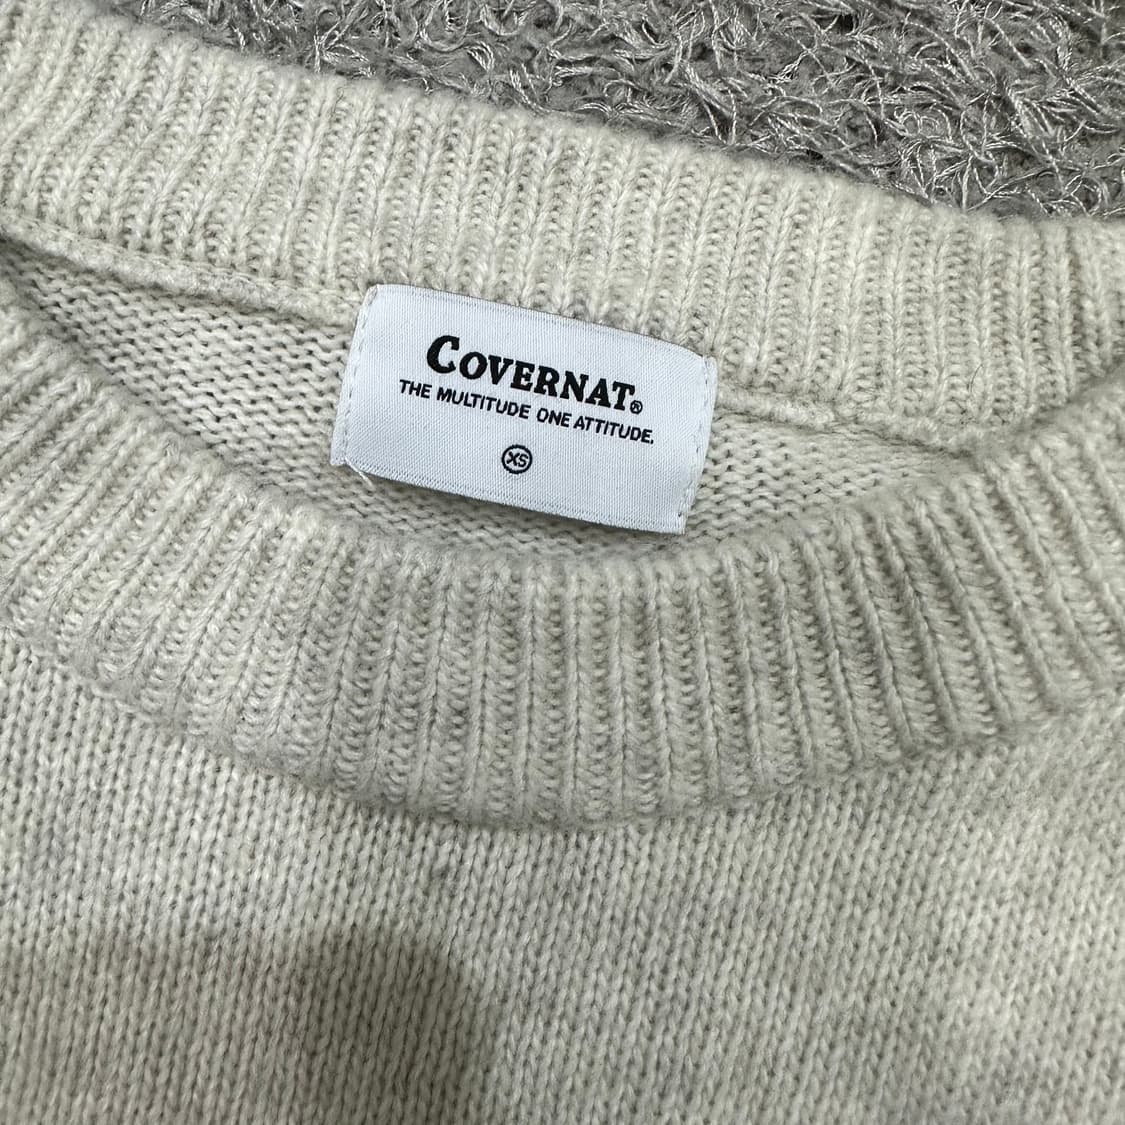 COVERNAT®
THE MULTITUDE ONE ATTITUDE.
XS